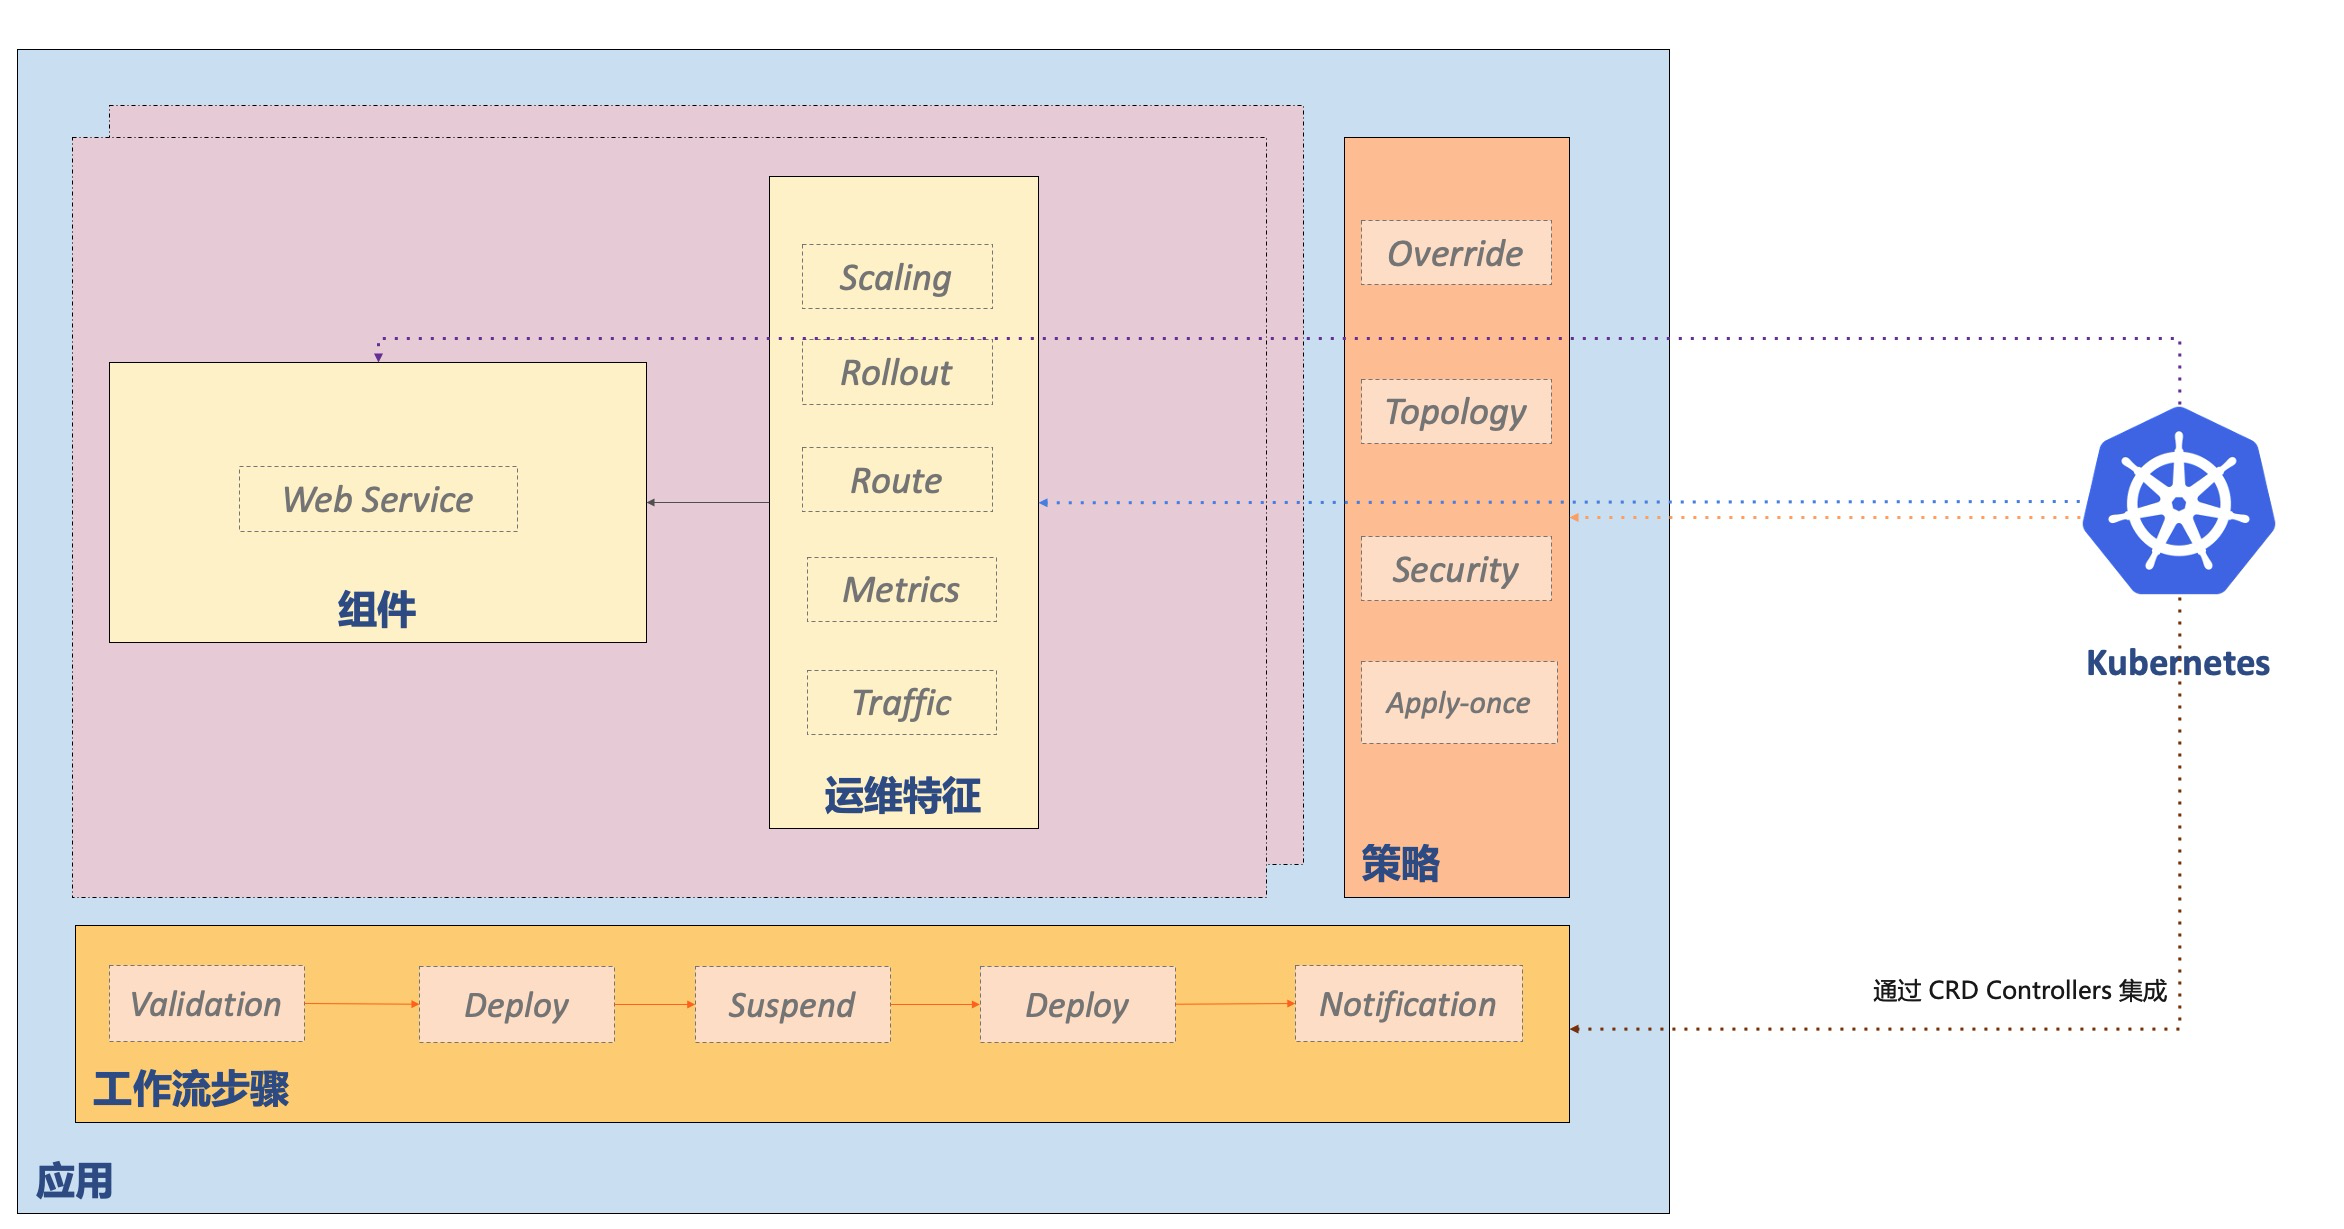 Scaling
Rollout
Route
Metrics
Traffic
运维特征
Web Service
组件
Override
Topology
Security
Apply-once
策略
Kubernetes
通过 CRD Controllers 集成
Validation
Deploy
Suspend
Deploy
Notification
工作流步骤
应用